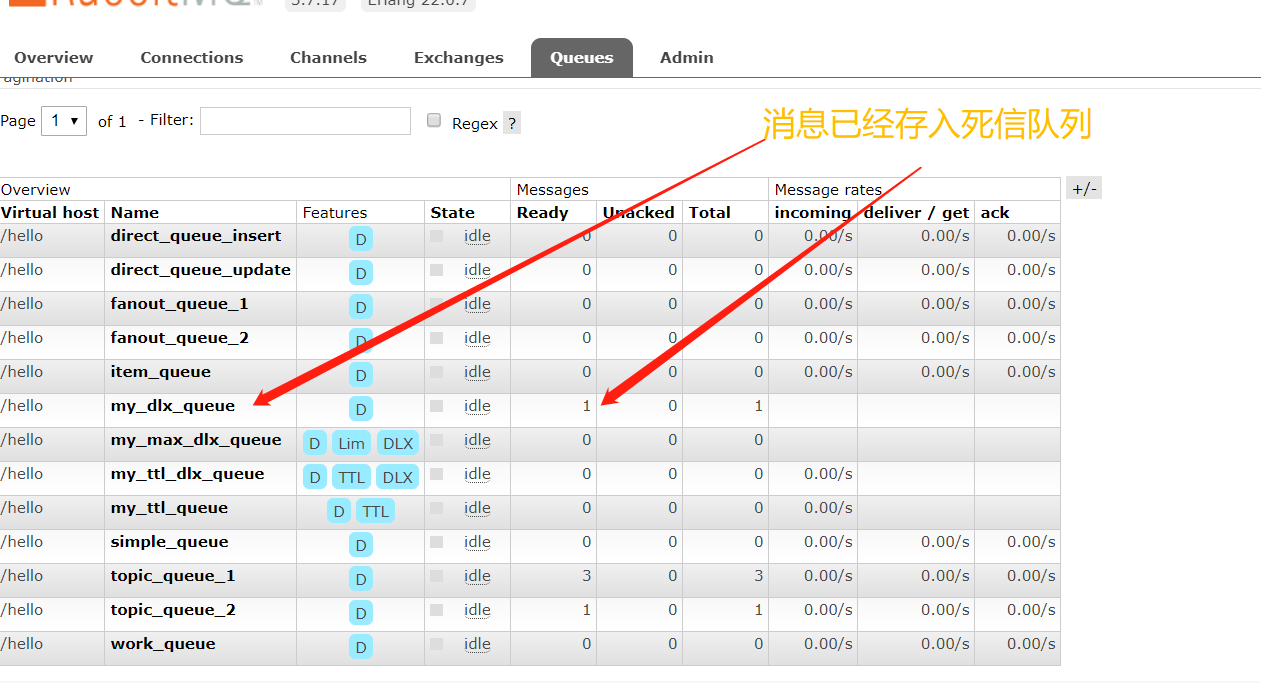 RabbitMQ 3.7.17 Erlang 22.0.7
Overview Connections Channels Exchanges Queues Admin
agination
Page 1 ▼ of 1 - Filter: Regex ?
消息已经存入死信队列
Overview Messages Message rates +/-
Virtual host Name Features State Ready Unacked Total incoming deliver / get ack
/hello direct_queue_insert D idle 0 0 0 0.00/s 0.00/s 0.00/s
/hello direct_queue_update D idle 0 0 0 0.00/s 0.00/s 0.00/s
/hello fanout_queue_1 D idle 0 0 0 0.00/s 0.00/s 0.00/s
/hello fanout_queue_2 D idle 0 0 0 0.00/s 0.00/s 0.00/s
/hello item_queue D idle 0 0 0 0.00/s 0.00/s 0.00/s
/hello my_dlx_queue D idle 1 0 1
/hello my_max_dlx_queue D Lim DLX idle 0 0 0
/hello my_ttl_dlx_queue D TTL DLX idle 0 0 0 0.00/s
/hello my_ttl_queue D TTL idle 0 0 0 0.00/s
/hello simple_queue D idle 0 0 0 0.00/s 0.00/s 0.00/s
/hello topic_queue_1 D idle 3 0 3 0.00/s 0.00/s 0.00/s
/hello topic_queue_2 D idle 1 0 1 0.00/s 0.00/s 0.00/s
/hello work_queue D idle 0 0 0 0.00/s 0.00/s 0.00/s